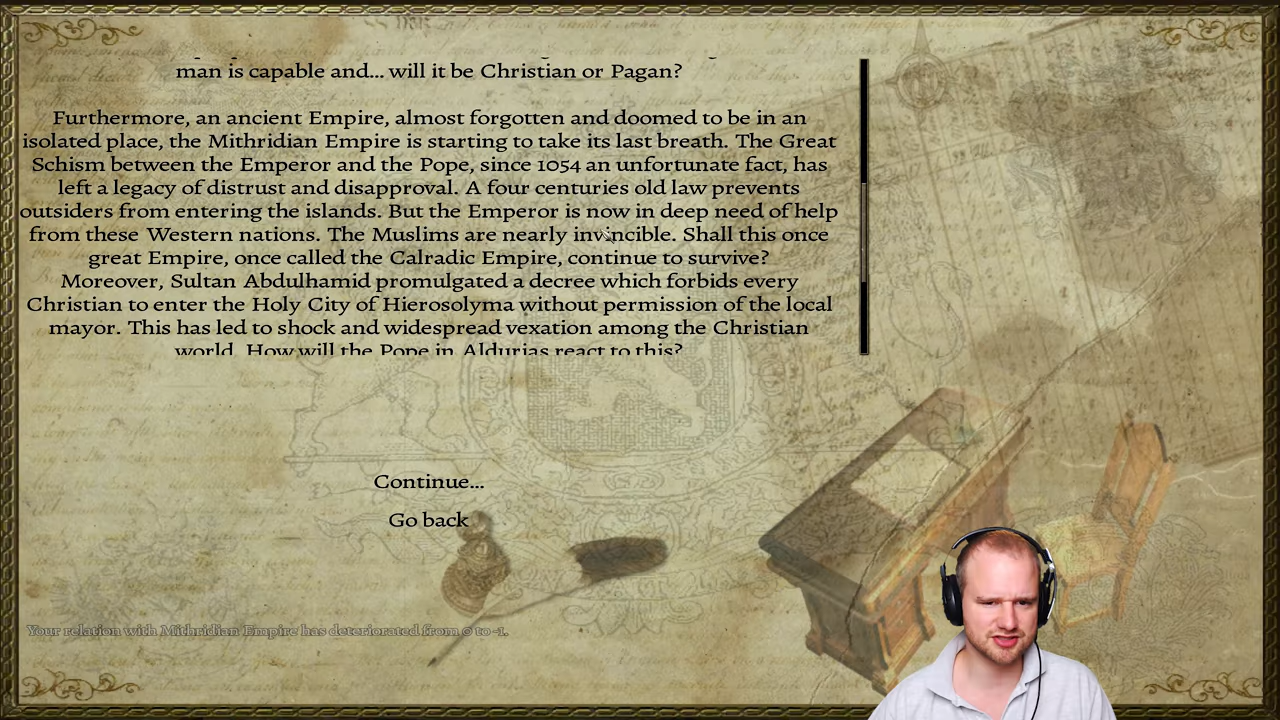 man is capable and... will it be Christian or Pagan?
Furthermore, an ancient Empire, almost forgotten and doomed to be in an
isolated place, the Mithridian Empire is starting to take its last breath. The Great
Schism between the Emperor and the Pope, since 1054 an unfortunate fact, has
left a legacy of distrust and disapproval. A four centuries old law prevents
outsiders from entering the islands. But the Emperor is now in deep need of help
from these Western nations. The Muslims are nearly invincible. Shall this once
great Empire, once called the Calradic Empire, continue to survive?
Moreover, Sultan Abdulhamid promulgated a decree which forbids every
Christian to enter the Holy City of Hierosolyma without permission of the local
mayor. This has led to shock and widespread vexation among the Christian
world. How will the Pope in Aldurias react to this?
Continue...
Go back
Your relation with Mithridian Empire has deteriorated from 0 to -1.